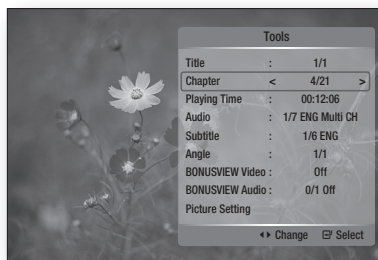 Tools
Title : 1/1
Chapter < 4/21 >
Playing Time : 00:12:06
Audio : 1/7 ENG Multi CH
Subtitle : 1/6 ENG
Angle : 1/1
BONUSVIEW Video : Off
BONUSVIEW Audio : 0/1 Off
Picture Setting
Change Select